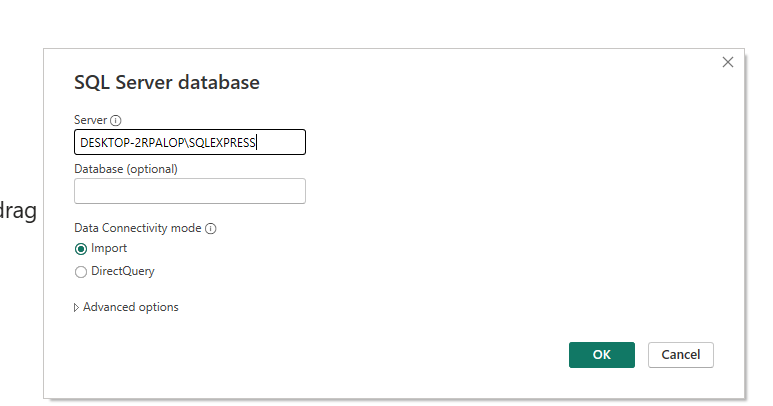 SQL Server database
Server
DESKTOP-2RPALOP\SQLEXPRESS
Database (optional)
drag
Data Connectivity mode
Import
DirectQuery
Advanced options
OK Cancel